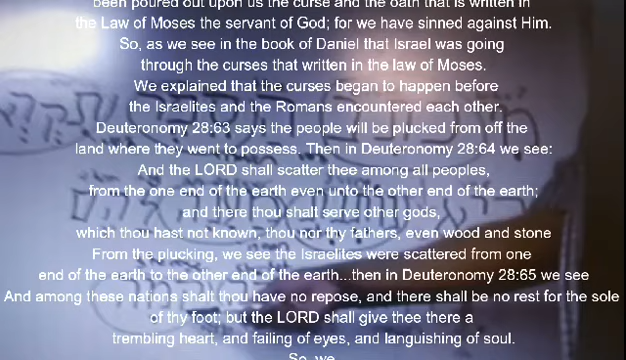 been poured out upon us the curse and the oath that is written in
the Law of Moses the servant of God; for we have sinned against Him.
So, as we see in the book of Daniel that Israel was going
through the curses that written in the law of Moses.
We explained that the curses began to happen before
the Israelites and the Romans encountered each other.
Deuteronomy 28:63 says the people will be plucked from off the
land where they went to possess. Then in Deuteronomy 28:64 we see:
And the LORD shall scatter thee among all peoples,
from the one end of the earth even unto the other end of the earth;
and there thou shalt serve other gods,
which thou hast not known, thou nor thy fathers, even wood and stone
From the plucking, we see the Israelites were scattered from one
end of the earth to the other end of the earth...then in Deuteronomy 28:65 we see
And among these nations shalt thou have no repose, and there shall be no rest for the sole
of thy foot; but the LORD shall give thee there a
trembling heart, and failing of eyes, and languishing of soul.
So, we